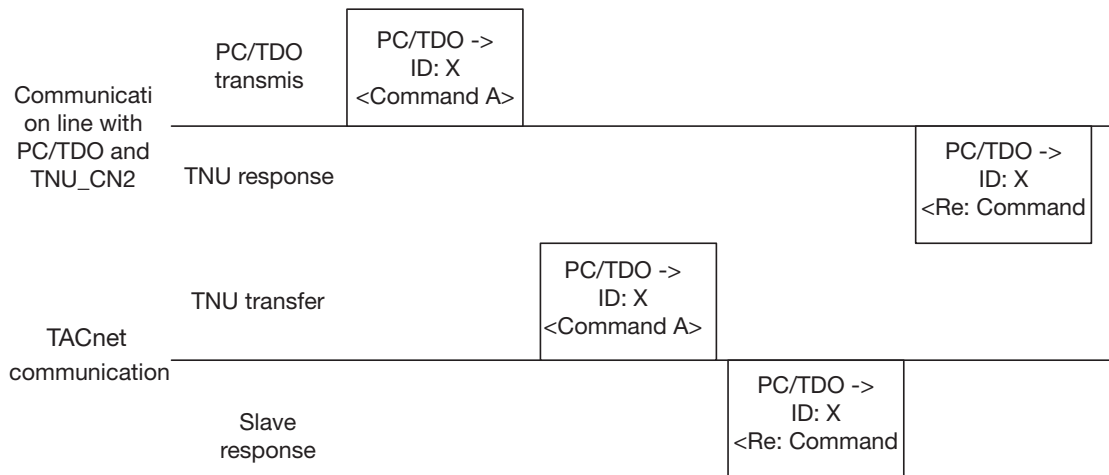 PC/TDO
transmis
PC/TDO ->
ID: X
<Command A>
Communicati
on line with
PC/TDO and
TNU_CN2
TNU response
PC/TDO ->
ID: X
<Re: Command
TNU transfer
PC/TDO ->
ID: X
<Command A>
TACnet
communication
Slave
response
PC/TDO ->
ID: X
<Re: Command